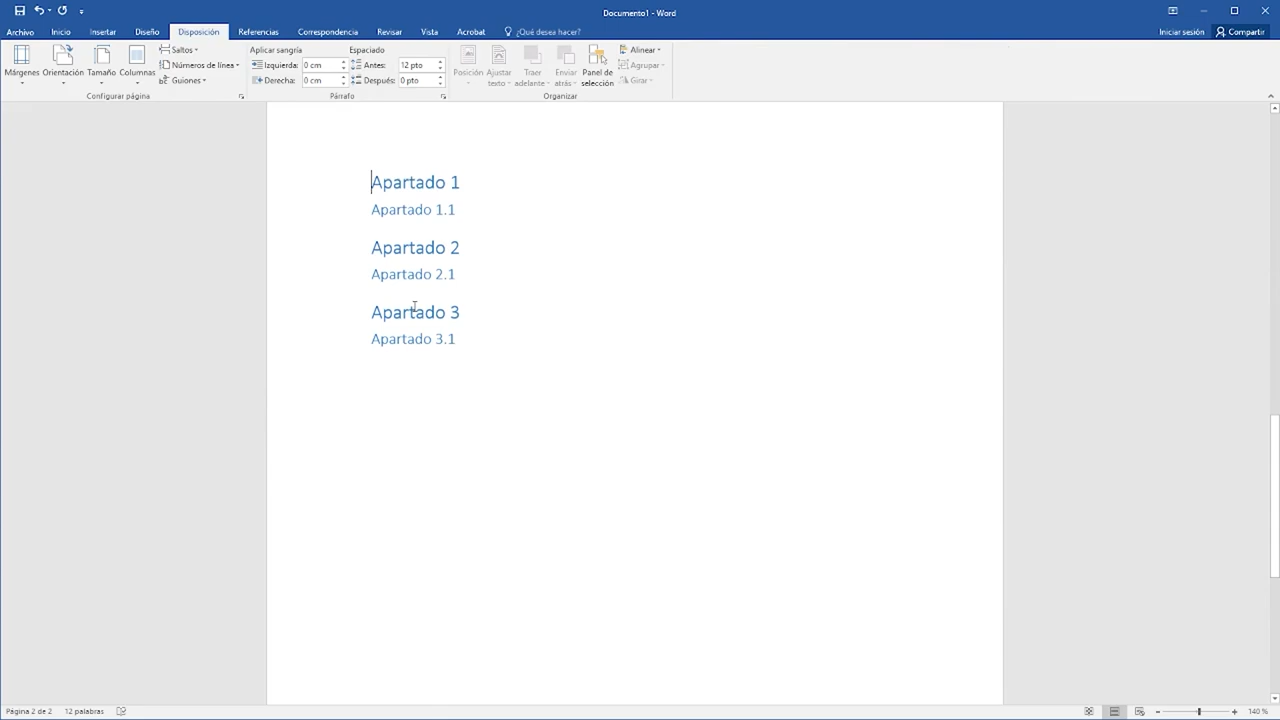 Documento1 - Word
Archivo Inicio Insertar Diseño Disposición Referencias Correspondencia Revisar Vista Acrobat ¿Qué desea hacer? Iniciar sesión Compartir
Márgenes Orientación Tamaño Columnas
Saltos
Números de línea
Guiones
Configurar página
Aplicar sangría Espaciado
Izquierda: 0 cm Antes: 12 pto
Derecha: 0 cm Después: 0 pto
Párrafo
Posición Ajustar texto Traer adelante Enviar atrás Panel de selección
Alinear
Agrupar
Girar
Organizar
Apartado 1
Apartado 1.1
Apartado 2
Apartado 2.1
Apartado 3
Apartado 3.1
Página 2 de 2 12 palabras 140 %